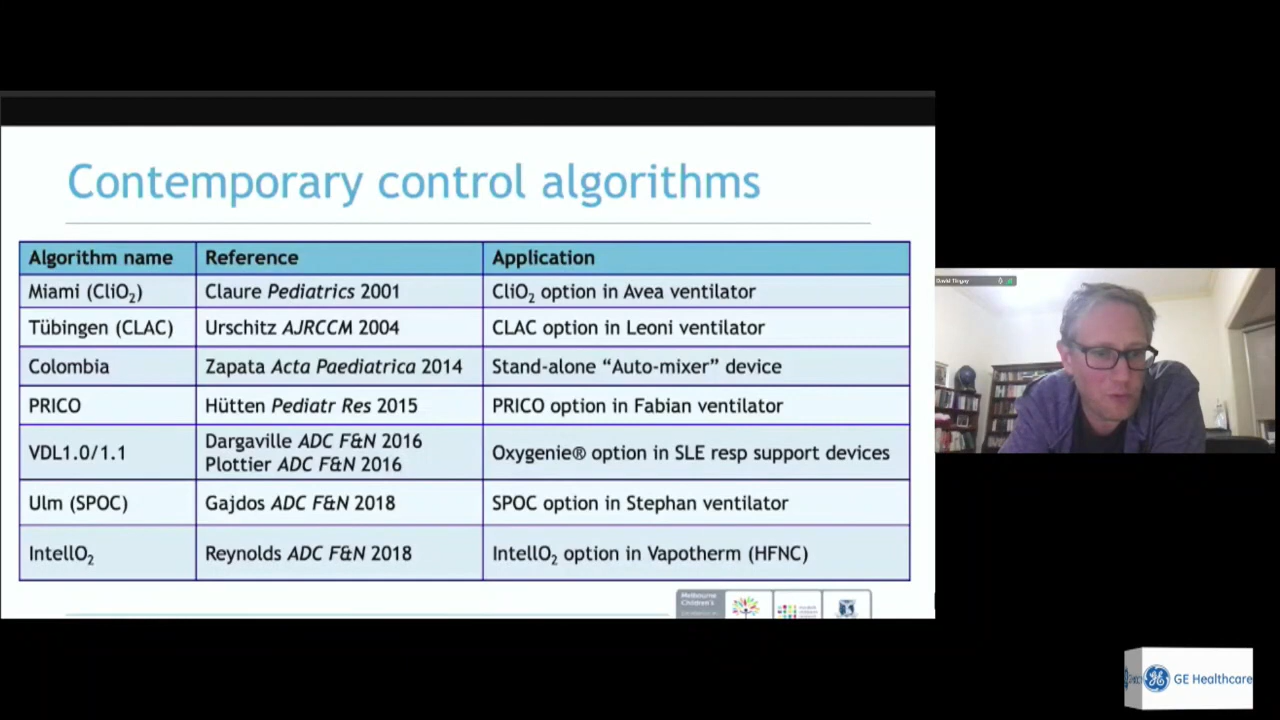 Contemporary control algorithms
Algorithm name Reference Application
Miami (CliO₂) Claure Pediatrics 2001 CliO₂ option in Avea ventilator
Tübingen (CLAC) Urschitz AJRCCM 2004 CLAC option in Leoni ventilator
Colombia Zapata Acta Paediatrica 2014 Stand-alone “Auto-mixer” device
PRICO Hütten Pediatr Res 2015 PRICO option in Fabian ventilator
VDL1.0/1.1 Dargaville ADC F&N 2016
Plottier ADC F&N 2016 Oxygenie® option in SLE resp support devices
Ulm (SPOC) Gajdos ADC F&N 2018 SPOC option in Stephan ventilator
IntellO₂ Reynolds ADC F&N 2018 IntellO₂ option in Vapotherm (HFNC)
David Tingay
Melbourne
Children's
GE Healthcare